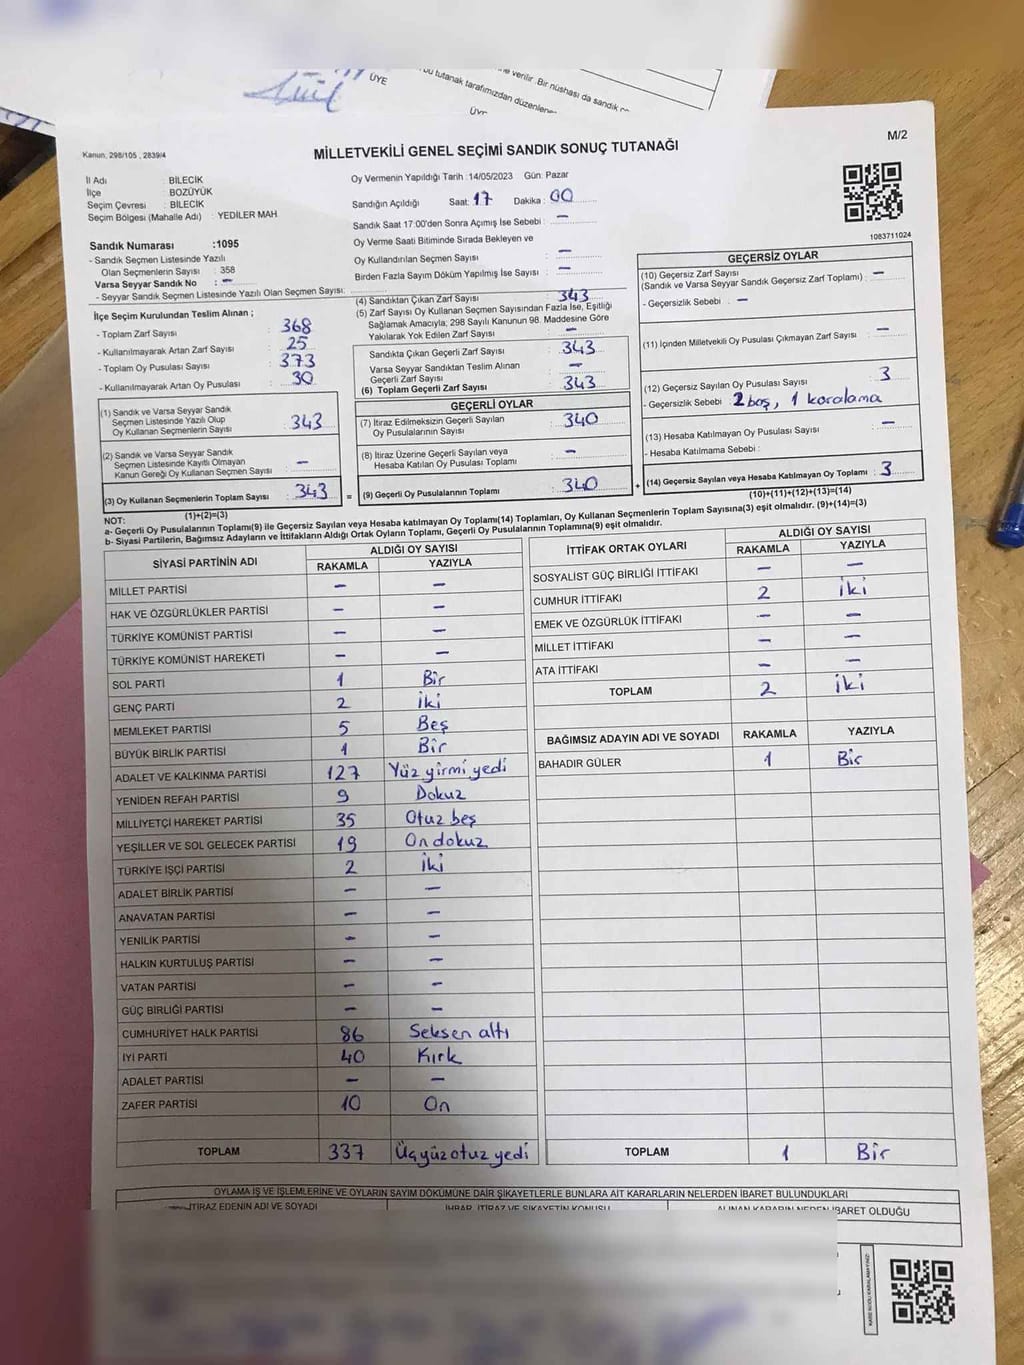 ÜYE
bu tutanak tarafımızdan düzenlene
ne verilir. Bir nüshası da sandık
M/2
Kanun, 298/105 , 2839/4
MİLLETVEKİLİ GENEL SEÇİMİ SANDIK SONUÇ TUTANAĞI
İl Adı : BİLECİK
İlçe : BOZÜYÜK
Seçim Çevresi : BİLECİK
Seçim Bölgesi (Mahalle Adı) : YEDİLER MAH.
Oy Vermenin Yapıldığı Tarih :14/05/2023 Gün: Pazar
Sandığın Açıldığı Saat: 17 Dakika : 00
Sandık Saat 17:00'den Sonra Açımış İse Sebebi : –
Oy Verme Saati Bitiminde Sırada Bekleyen ve
Oy Kullandırılan Seçmen Sayısı : –
Birden Fazla Sayım Döküm Yapılmış İse Sayısı : –
1083711024
Sandık Numarası :1095
- Sandık Seçmen Listesinde Yazılı
Olan Seçmenlerin Sayısı : 358
Varsa Seyyar Sandık No : –
- Seyyar Sandık Seçmen Listesinde Yazılı Olan Seçmen Sayısı:
İlçe Seçim Kurulundan Teslim Alınan ;
- Toplam Zarf Sayısı : 368
- Kullanılmayarak Artan Zarf Sayısı : 25
- Toplam Oy Pusulası Sayısı : 373
- Kullanılmayarak Artan Oy Pusulası : 30
(1) Sandık ve Varsa Seyyar Sandık
Seçmen Listesinde Yazılı Olup
Oy Kullanan Seçmenlerin Sayısı : 343
(2) Sandık ve Varsa Seyyar Sandık
Seçmen Listesinde Kayıtlı Olmayan
Kanun Gereği Oy Kullanan Seçmen Sayısı : –
(3) Oy Kullanan Seçmenlerin Toplam Sayısı : 343
(1)+(2)=(3)
(4) Sandıktan Çıkan Zarf Sayısı : 343
(5) Zarf Sayısı Oy Kullanan Seçmen Sayısından Fazla İse, Eşitliği
Sağlamak Amacıyla, 298 Sayılı Kanunun 98. Maddesine Göre
Yakılarak Yok Edilen Zarf Sayısı : –
Sandıkta Çıkan Geçerli Zarf Sayısı : 343
Varsa Seyyar Sandıktan Teslim Alınan
Geçerli Zarf Sayısı : –
(6) Toplam Geçerli Zarf Sayısı : 343
=
GEÇERLİ OYLAR
(7) İtiraz Edilmeksizin Geçerli Sayılan
Oy Pusulalarının Sayısı : 340
(8) İtiraz Üzerine Geçerli Sayılan veya
Hesaba Katılan Oy Pusulası Toplamı : –
(9) Geçerli Oy Pusulalarının Toplamı : 340
+
GEÇERSİZ OYLAR
(10) Geçersiz Zarf Sayısı
(Sandık ve Varsa Seyyar Sandık Geçersiz Zarf Toplamı) : –
- Geçersizlik Sebebi : –
(11) İçinden Milletvekili Oy Pusulası Çıkmayan Zarf Sayısı : –
(12) Geçersiz Sayılan Oy Pusulası Sayısı : 3
- Geçersizlik Sebebi : 2 boş, 1 karalama
(13) Hesaba Katılmayan Oy Pusulası Sayısı : –
- Hesaba Katılmama Sebebi :
(14) Geçersiz Sayılan veya Hesaba Katılmayan Oy Toplamı : 3
(10)+(11)+(12)+(13)=(14)
NOT:
a- Geçerli Oy Pusulasının Toplamı(9) ile Geçersiz Sayılan veya Hesaba katılmayan Oy Toplamı(14) Toplamları, Oy Kullanan Seçmenlerin Toplam Sayısına(3) eşit olmalıdır. (9)+(14)=(3)
b- Siyasi Partilerin, Bağımsız Adayların ve İttifakların Aldığı Ortak Oyların Toplamı, Geçerli Oy Pusulalarının Toplamına(9) eşit olmalıdır.
SİYASİ PARTİNİN ADI ALDIĞI OY SAYISI
RAKAMLA YAZIYLA
MİLLET PARTİSİ – –
HAK VE ÖZGÜRLÜKLER PARTİSİ – –
TÜRKİYE KOMÜNİST PARTİSİ – –
TÜRKİYE KOMÜNİST HAREKETİ – –
SOL PARTİ 1 Bir
GENÇ PARTİ 2 İki
MEMLEKET PARTİSİ 5 Beş
BÜYÜK BİRLİK PARTİSİ 1 Bir
ADALET VE KALKINMA PARTİSİ 127 Yüz yirmi yedi
YENİDEN REFAH PARTİSİ 9 Dokuz
MİLLİYETÇİ HAREKET PARTİSİ 35 Otuz beş
YEŞİLLER VE SOL GELECEK PARTİSİ 19 On dokuz
TÜRKİYE İŞÇİ PARTİSİ 2 İki
ADALET BİRLİK PARTİSİ – –
ANAVATAN PARTİSİ – –
YENİLİK PARTİSİ – –
HALKIN KURTULUŞ PARTİSİ – –
VATAN PARTİSİ – –
GÜÇ BİRLİĞİ PARTİSİ – –
CUMHURİYET HALK PARTİSİ 86 Seksen altı
İYİ PARTİ 40 Kırk
ADALET PARTİSİ – –
ZAFER PARTİSİ 10 On
TOPLAM 337 Üçyüz otuz yedi
İTTİFAK ORTAK OYLARI ALDIĞI OY SAYISI
RAKAMLA YAZIYLA
SOSYALİST GÜÇ BİRLİĞİ İTTİFAKI – –
CUMHUR İTTİFAKI 2 İki
EMEK VE ÖZGÜRLÜK İTTİFAKI – –
MİLLET İTTİFAKI – –
ATA İTTİFAKI – –
TOPLAM 2 İki
BAĞIMSIZ ADAYIN ADI VE SOYADI RAKAMLA YAZIYLA
BAHADIR GÜLER 1 Bir
TOPLAM 1 Bir
OYLAMA İŞ VE İŞLEMLERİNE VE OYLARIN SAYIM DÖKÜMÜNE DAİR ŞİKAYETLERLE BUNLARA AİT KARARLARIN NELERDEN İBARET BULUNDUKLARI
İTİRAZ EDENİN ADI VE SOYADI İHBAR, İTİRAZ VE ŞİKAYETİN KONUSU ALINAN KARARIN NEDEN İBARET OLDUĞU